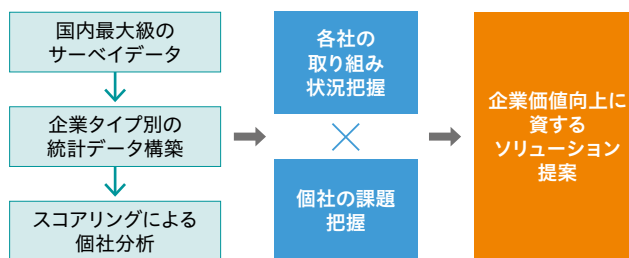 国内最大級の
サーベイデータ
企業タイプ別の
統計データ構築
スコアリングによる
個社分析
各社の
取り組み
状況把握
×
個社の課題
把握
企業価値向上に
資する
ソリューション
提案